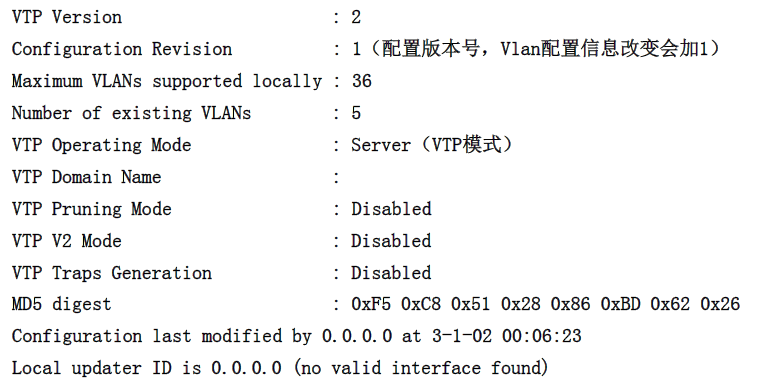 VTP Version                     : 2
Configuration Revision          : 1（配置版本号，Vlan配置信息改变会加1）
Maximum VLANs supported locally : 36
Number of existing VLANs        : 5
VTP Operating Mode              : Server（VTP模式）
VTP Domain Name                 :
VTP Pruning Mode                : Disabled
VTP V2 Mode                     : Disabled
VTP Traps Generation            : Disabled
MD5 digest                      : 0xF5 0xC8 0x51 0x28 0x86 0xBD 0x62 0x26
Configuration last modified by 0.0.0.0 at 3-1-02 00:06:23
Local updater ID is 0.0.0.0 (no valid interface found)